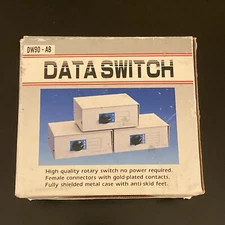 DW90 - AB
DATA SWITCH
High quality rotary switch no power required.
Female connectors with gold-plated contacts.
Fully shielded metal case with anti-skid feet.